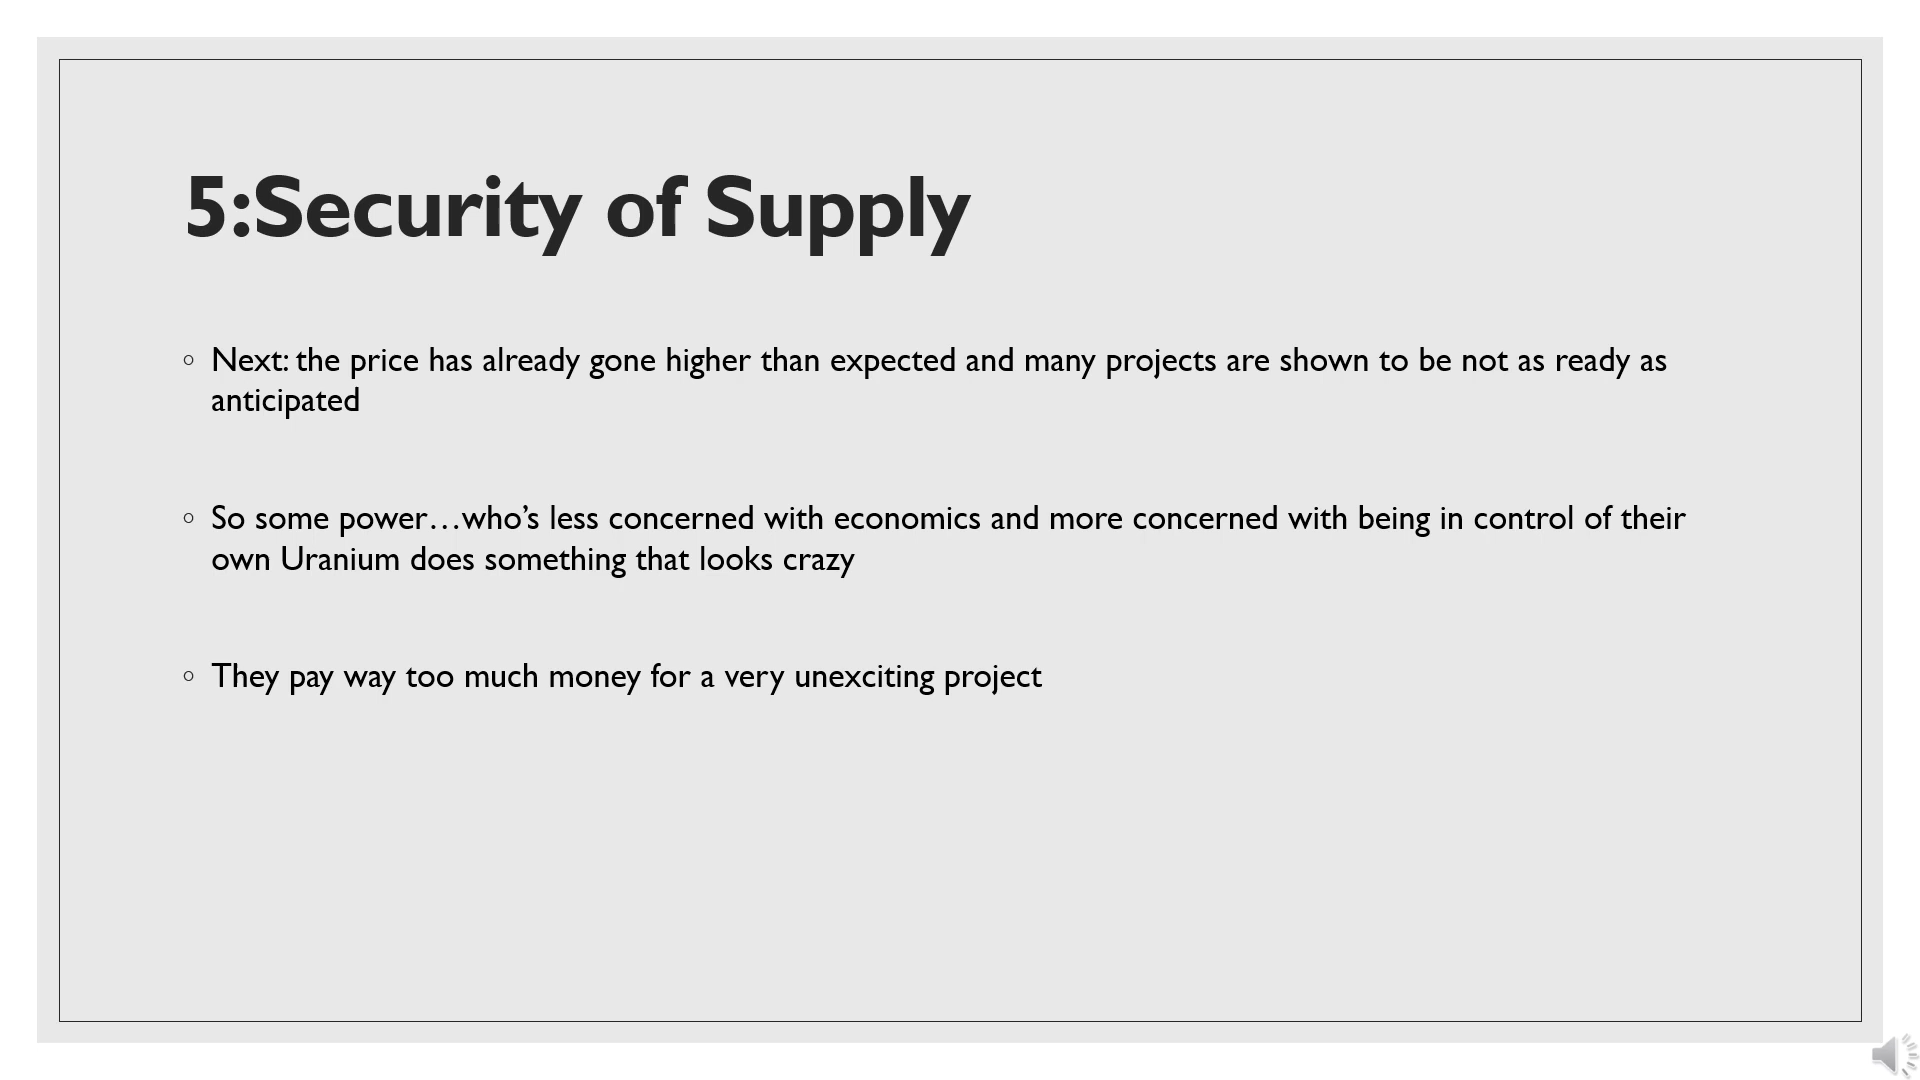 5:Security of Supply
◦ Next: the price has already gone higher than expected and many projects are shown to be not as ready as
anticipated
◦ So some power…who’s less concerned with economics and more concerned with being in control of their
own Uranium does something that looks crazy
◦ They pay way too much money for a very unexciting project